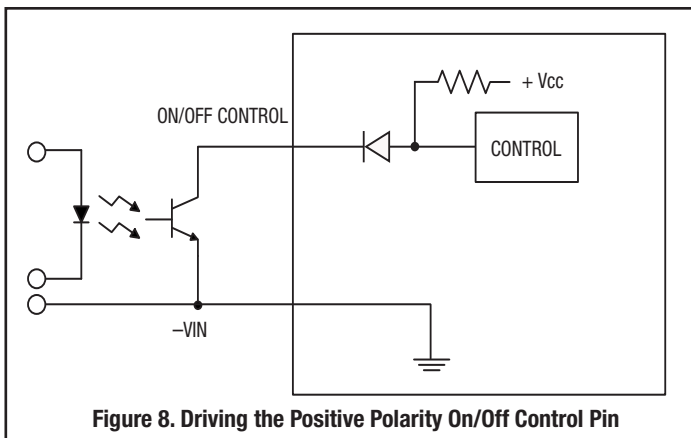 + Vcc
ON/OFF CONTROL
CONTROL
–VIN
Figure 8. Driving the Positive Polarity On/Off Control Pin